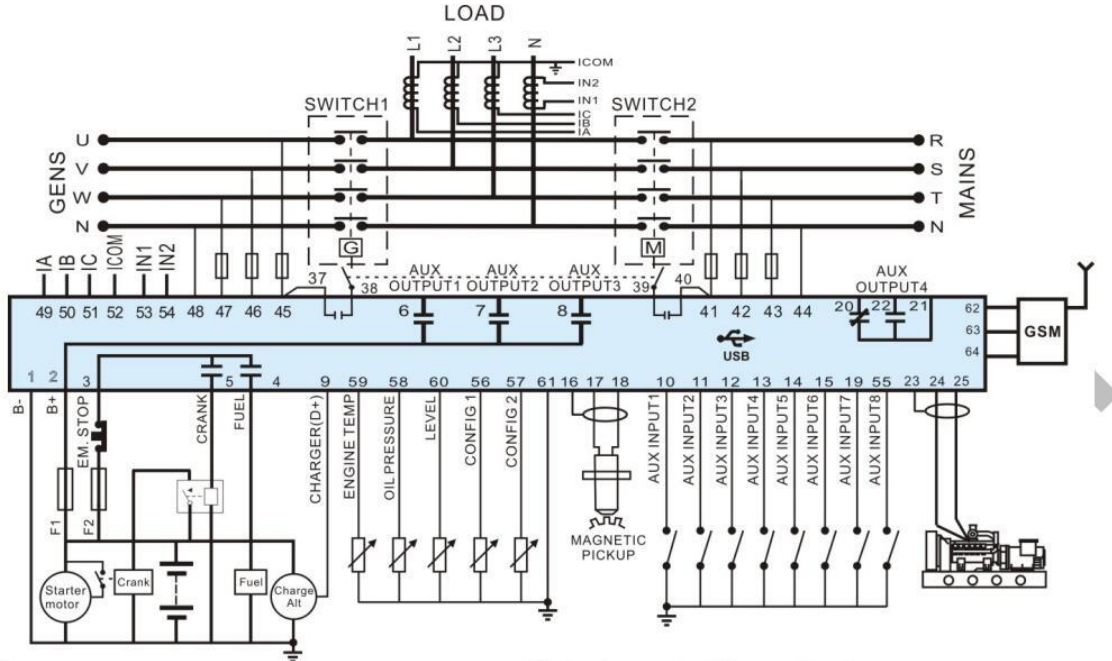 LOAD
L1 L2 L3 N
ICOM
IN2
IN1
IC
IB
IA
SWITCH1
SWITCH2
GENS
U
V
W
N
MAINS
R
S
T
N
G
M
IA IB IC ICOM IN1 IN2
AUX OUTPUT1
AUX OUTPUT2
AUX OUTPUT3
AUX OUTPUT4
37 38 39 40
49 50 51 52 53 54 48 47 46 45 6 7 8 41 42 43 44 20 22 21
62
63
64
GSM
USB
1 2 3 5 4 9 59 58 60 56 57 61 16 17 18 10 11 12 13 14 15 19 55 23 24 25
B-
B+
EM. STOP
CRANK
FUEL
CHARGER(D+)
ENGINE TEMP
OIL PRESSURE
LEVEL
CONFIG 1
CONFIG 2
AUX INPUT1
AUX INPUT2
AUX INPUT3
AUX INPUT4
AUX INPUT5
AUX INPUT6
AUX INPUT7
AUX INPUT8
F1
F2
MAGNETIC
PICKUP
Starter
motor
Crank
Fuel
Charge
Alt